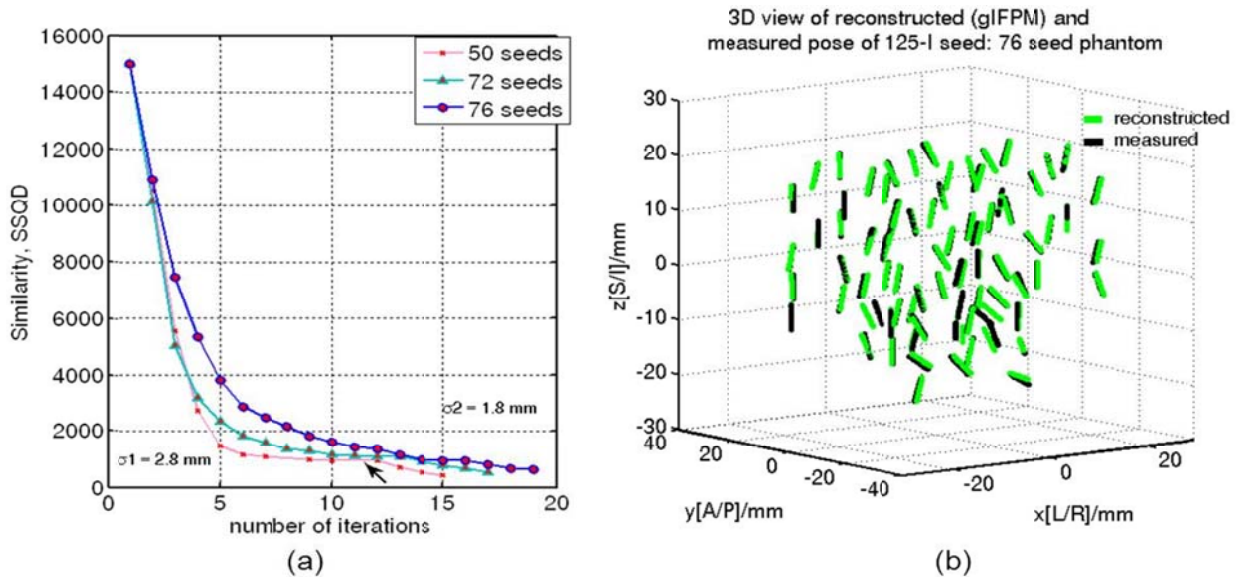 16000
14000
12000
10000
8000
6000
4000
2000
0
Similarity, SSQD
50 seeds
72 seeds
76 seeds
σ2 = 1.8 mm
σ1 = 2.8 mm
0 5 10 15 20
number of iterations
(a)
3D view of reconstructed (gIFPM) and
measured pose of 125-I seed: 76 seed phantom
reconstructed
measured
30
20
10
0
-10
-20
-30
z[S/I]/mm
40 20 0 -20 -40
y[A/P]/mm
-20 0 20
x[L/R]/mm
(b)